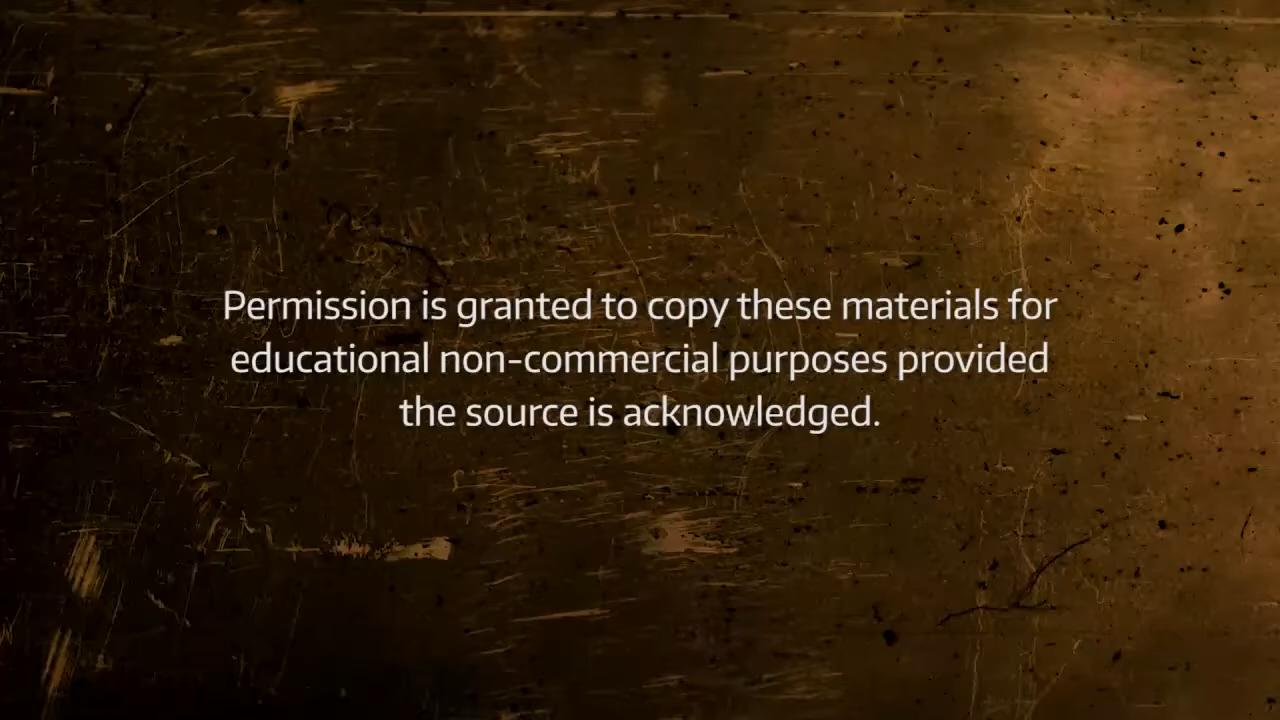 Permission is granted to copy these materials for
educational non-commercial purposes provided
the source is acknowledged.